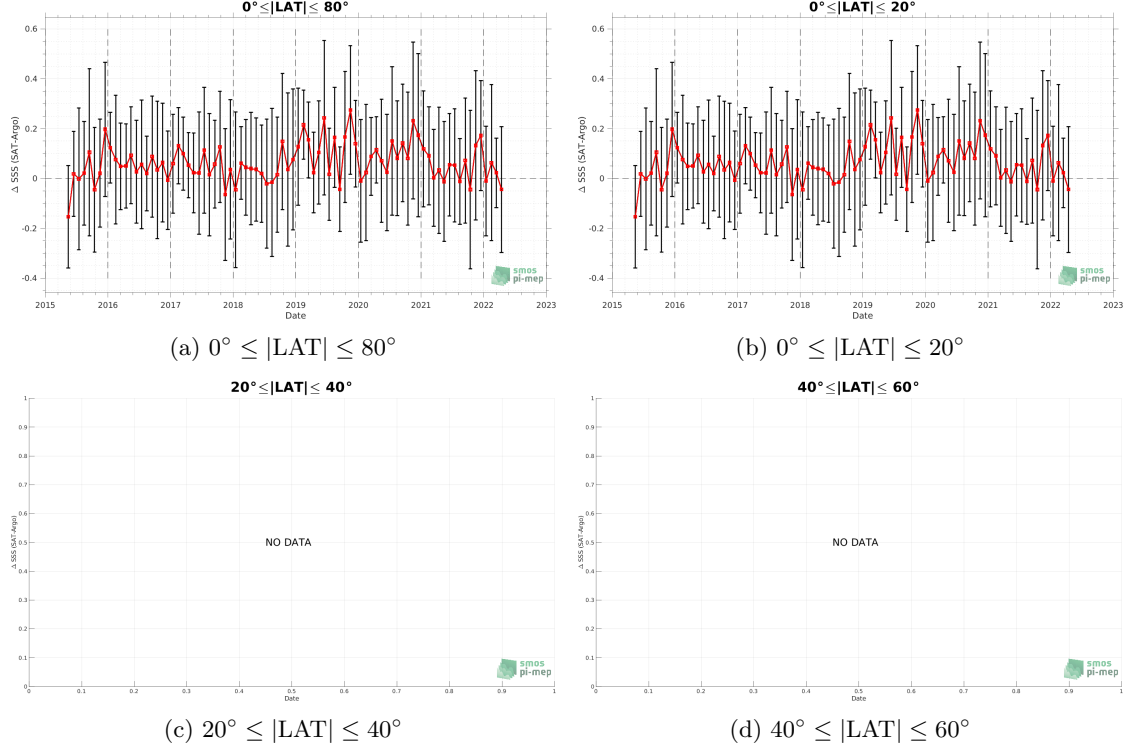 0°≤|LAT|≤ 80°
0°≤|LAT|≤ 20°
Δ SSS (SAT-Argo)
0.6
0.4
0.2
0
-0.2
-0.4
2015 2016 2017 2018 2019 2020 2021 2022 2023
Date
smos
pi-mep
Δ SSS (SAT-Argo)
0.6
0.4
0.2
0
-0.2
-0.4
2015 2016 2017 2018 2019 2020 2021 2022 2023
Date
smos
pi-mep
(a) 0° ≤ |LAT| ≤ 80°
(b) 0° ≤ |LAT| ≤ 20°
20°≤|LAT|≤ 40°
40°≤|LAT|≤ 60°
Δ SSS (SAT-Argo)
1
0.9
0.8
0.7
0.6
0.5
0.4
0.3
0.2
0.1
0
NO DATA
0 0.1 0.2 0.3 0.4 0.5 0.6 0.7 0.8 0.9 1
Date
smos
pi-mep
Δ SSS (SAT-Argo)
1
0.9
0.8
0.7
0.6
0.5
0.4
0.3
0.2
0.1
0
NO DATA
0 0.1 0.2 0.3 0.4 0.5 0.6 0.7 0.8 0.9 1
Date
smos
pi-mep
(c) 20° ≤ |LAT| ≤ 40°
(d) 40° ≤ |LAT| ≤ 60°